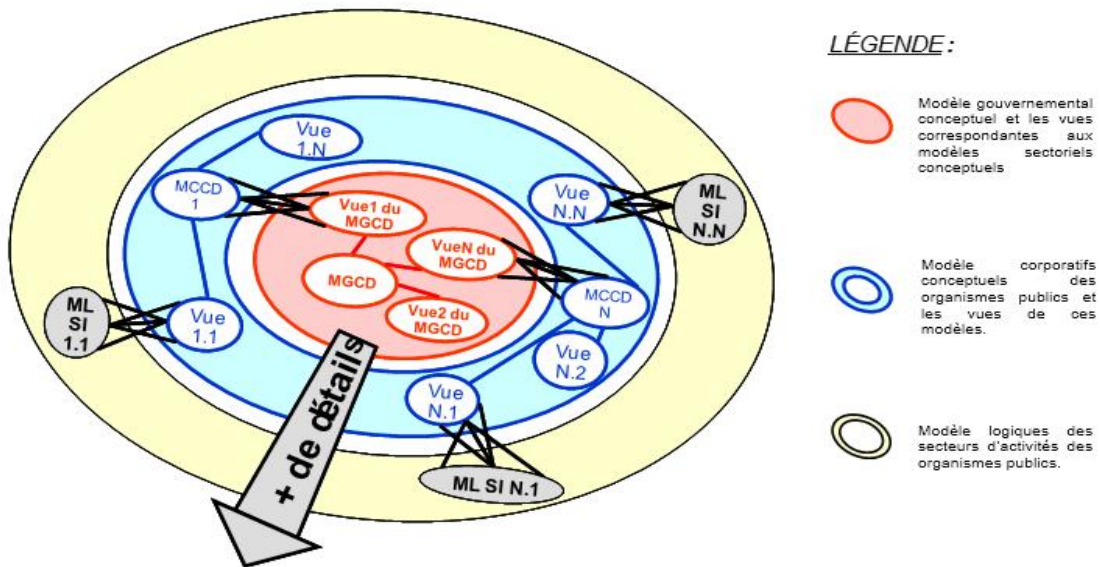 LÉGENDE :
Modèle gouvernemental
conceptuel et les vues
correspondantes aux
modèles sectoriels
conceptuels
Modèle corporatifs
conceptuels des
organismes publics et
les vues de ces
modèles.
Modèle logiques des
secteurs d'activités des
organismes publics.
Vue
1.N
MCCD
1
Vue1 du
MGCD
VueN du
MGCD
MGCD
Vue2 du
MGCD
Vue
N.N
ML
SI
N.N
MCCD
N
ML
SI
1.1
Vue
1.1
Vue
N.2
Vue
N.1
ML SI N.1
+ de détails